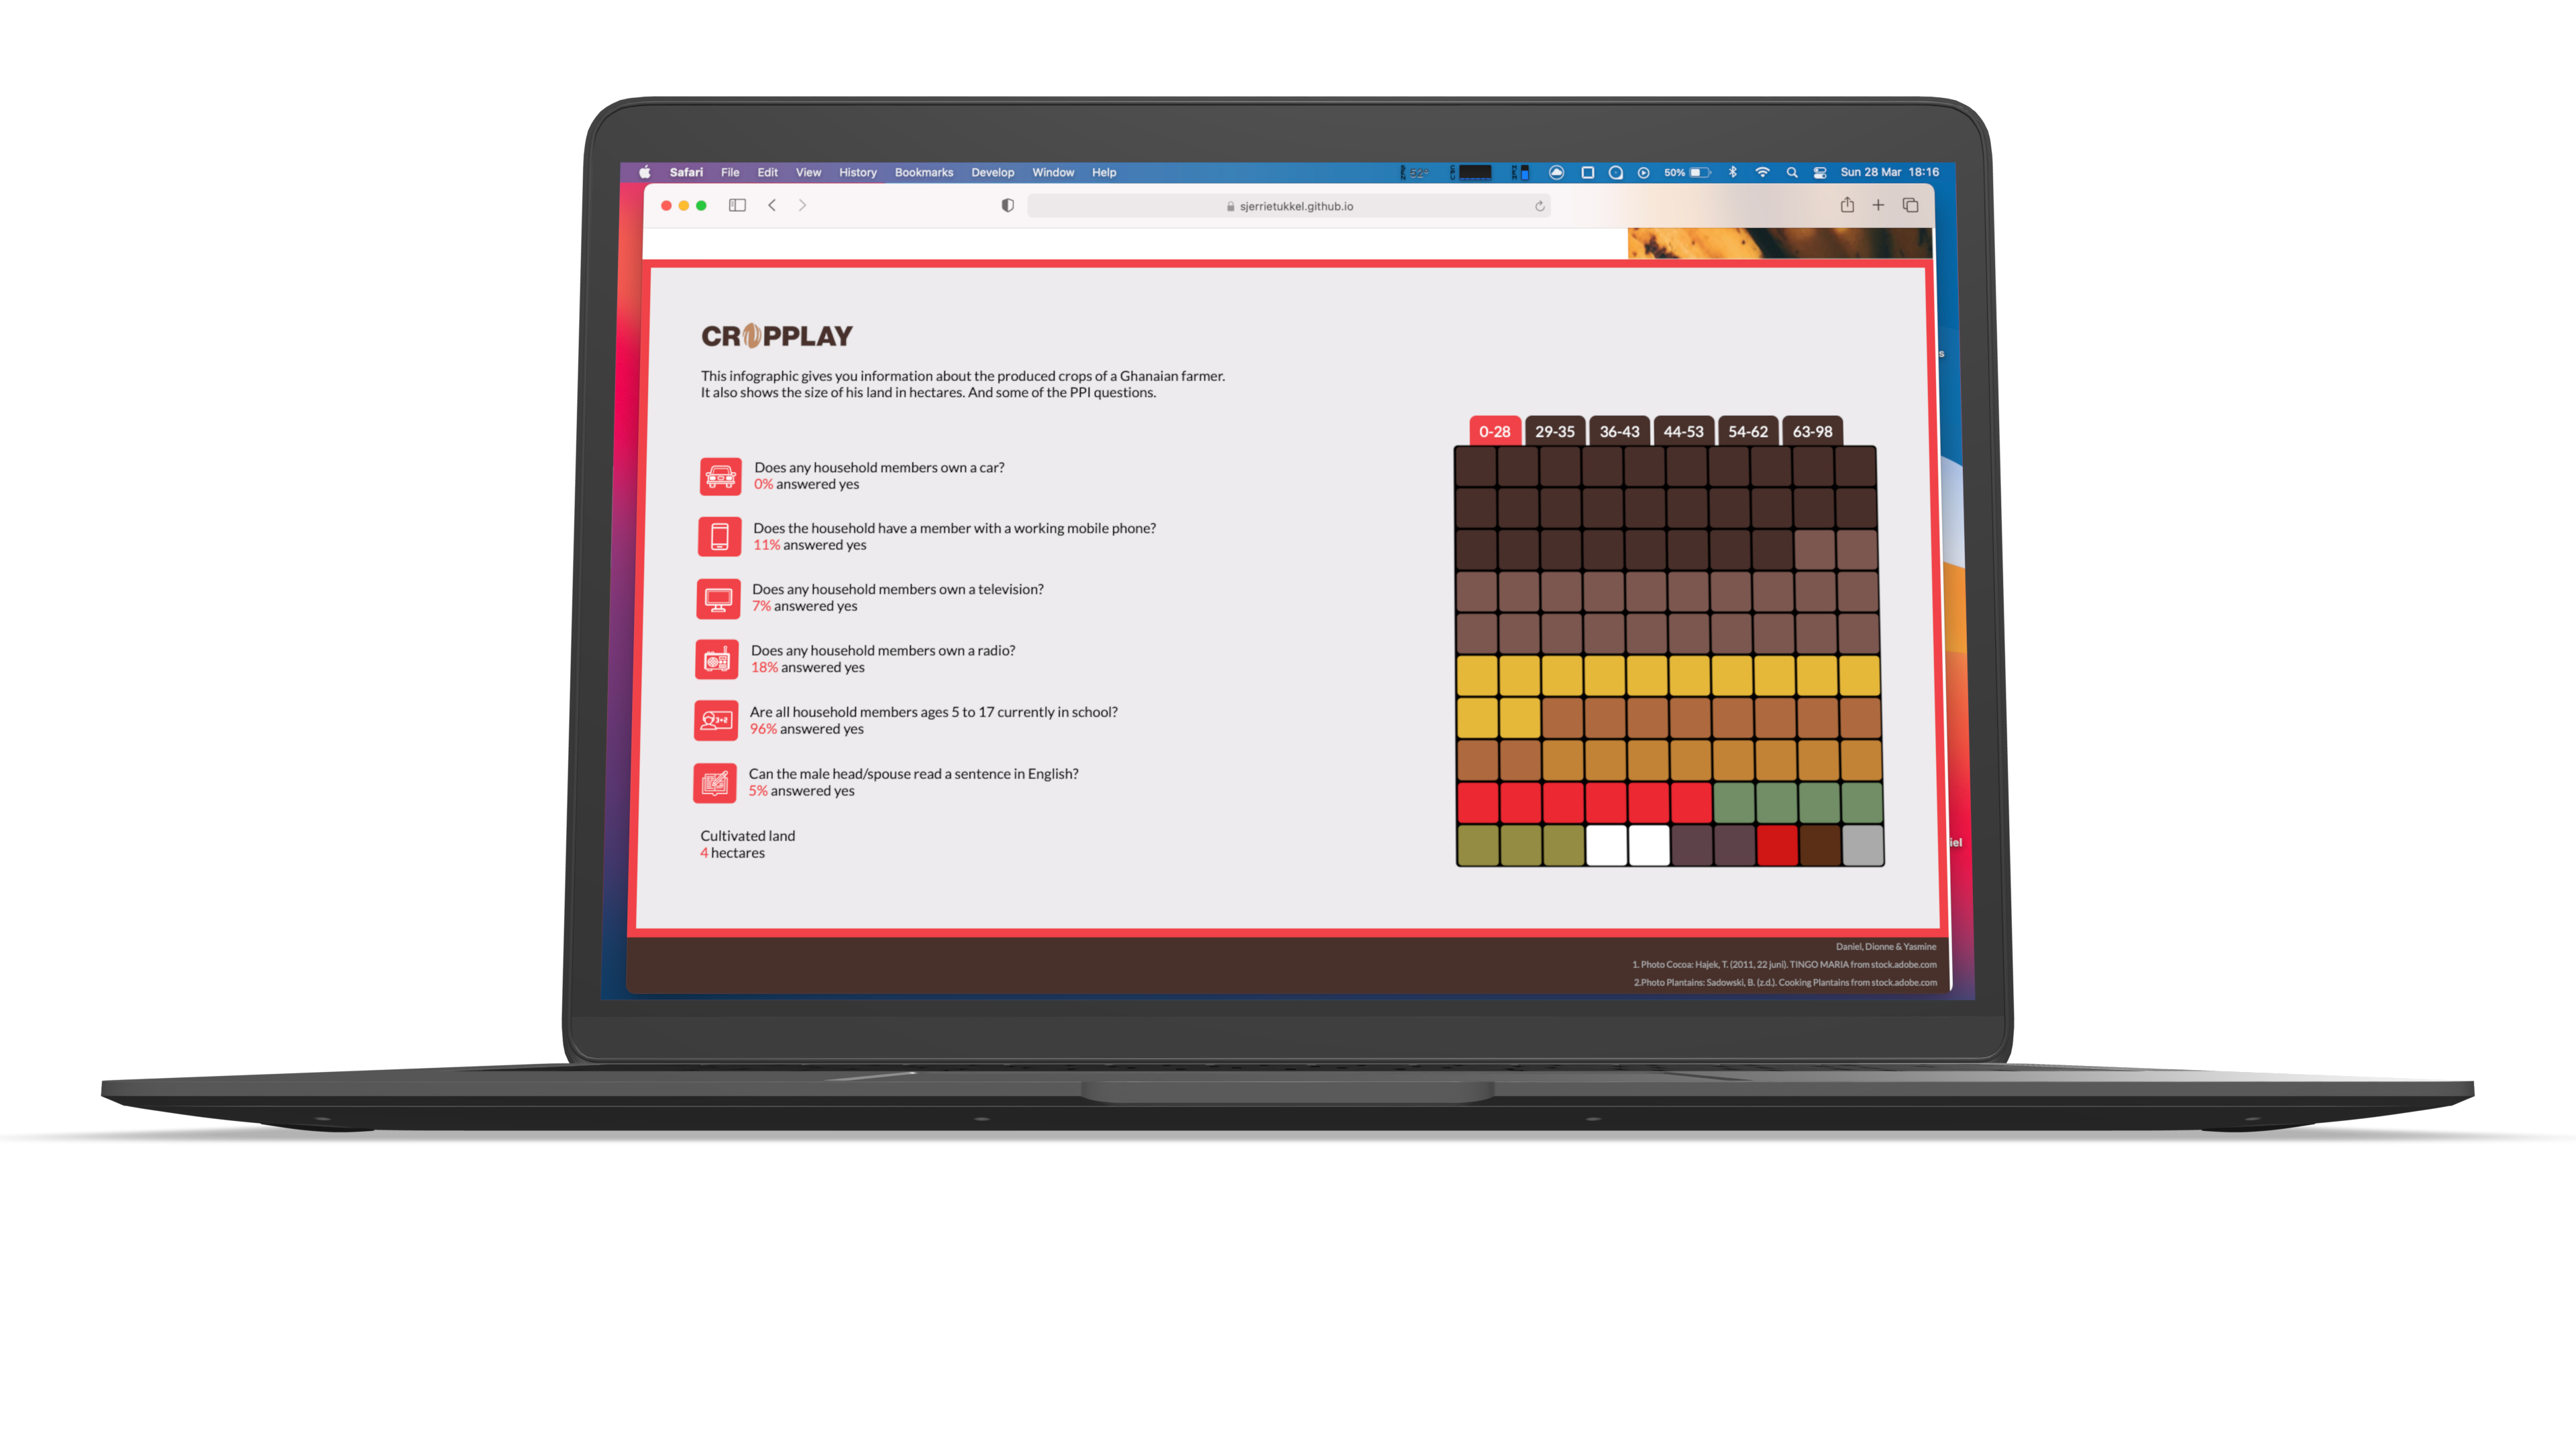 Safari File Edit View History Bookmarks Develop Window Help
52°
50%
Sun 28 Mar 18:16
sjerrietukkel.github.io
CROPPLAY
This infographic gives you information about the produced crops of a Ghanaian farmer.
It also shows the size of his land in hectares. And some of the PPI questions.
0-28 29-35 36-43 44-53 54-62 63-98
Does any household members own a car?
0% answered yes
Does the household have a member with a working mobile phone?
11% answered yes
Does any household members own a television?
7% answered yes
Does any household members own a radio?
18% answered yes
3+2
Are all household members ages 5 to 17 currently in school?
96% answered yes
Can the male head/spouse read a sentence in English?
5% answered yes
Cultivated land
4 hectares
s
iel
Daniel, Dionne & Yasmine
1. Photo Cocoa: Hajek, T. (2011, 22 juni). TINGO MARIA from stock.adobe.com
2.Photo Plantains: Sadowski, B. (z.d.). Cooking Plantains from stock.adobe.com